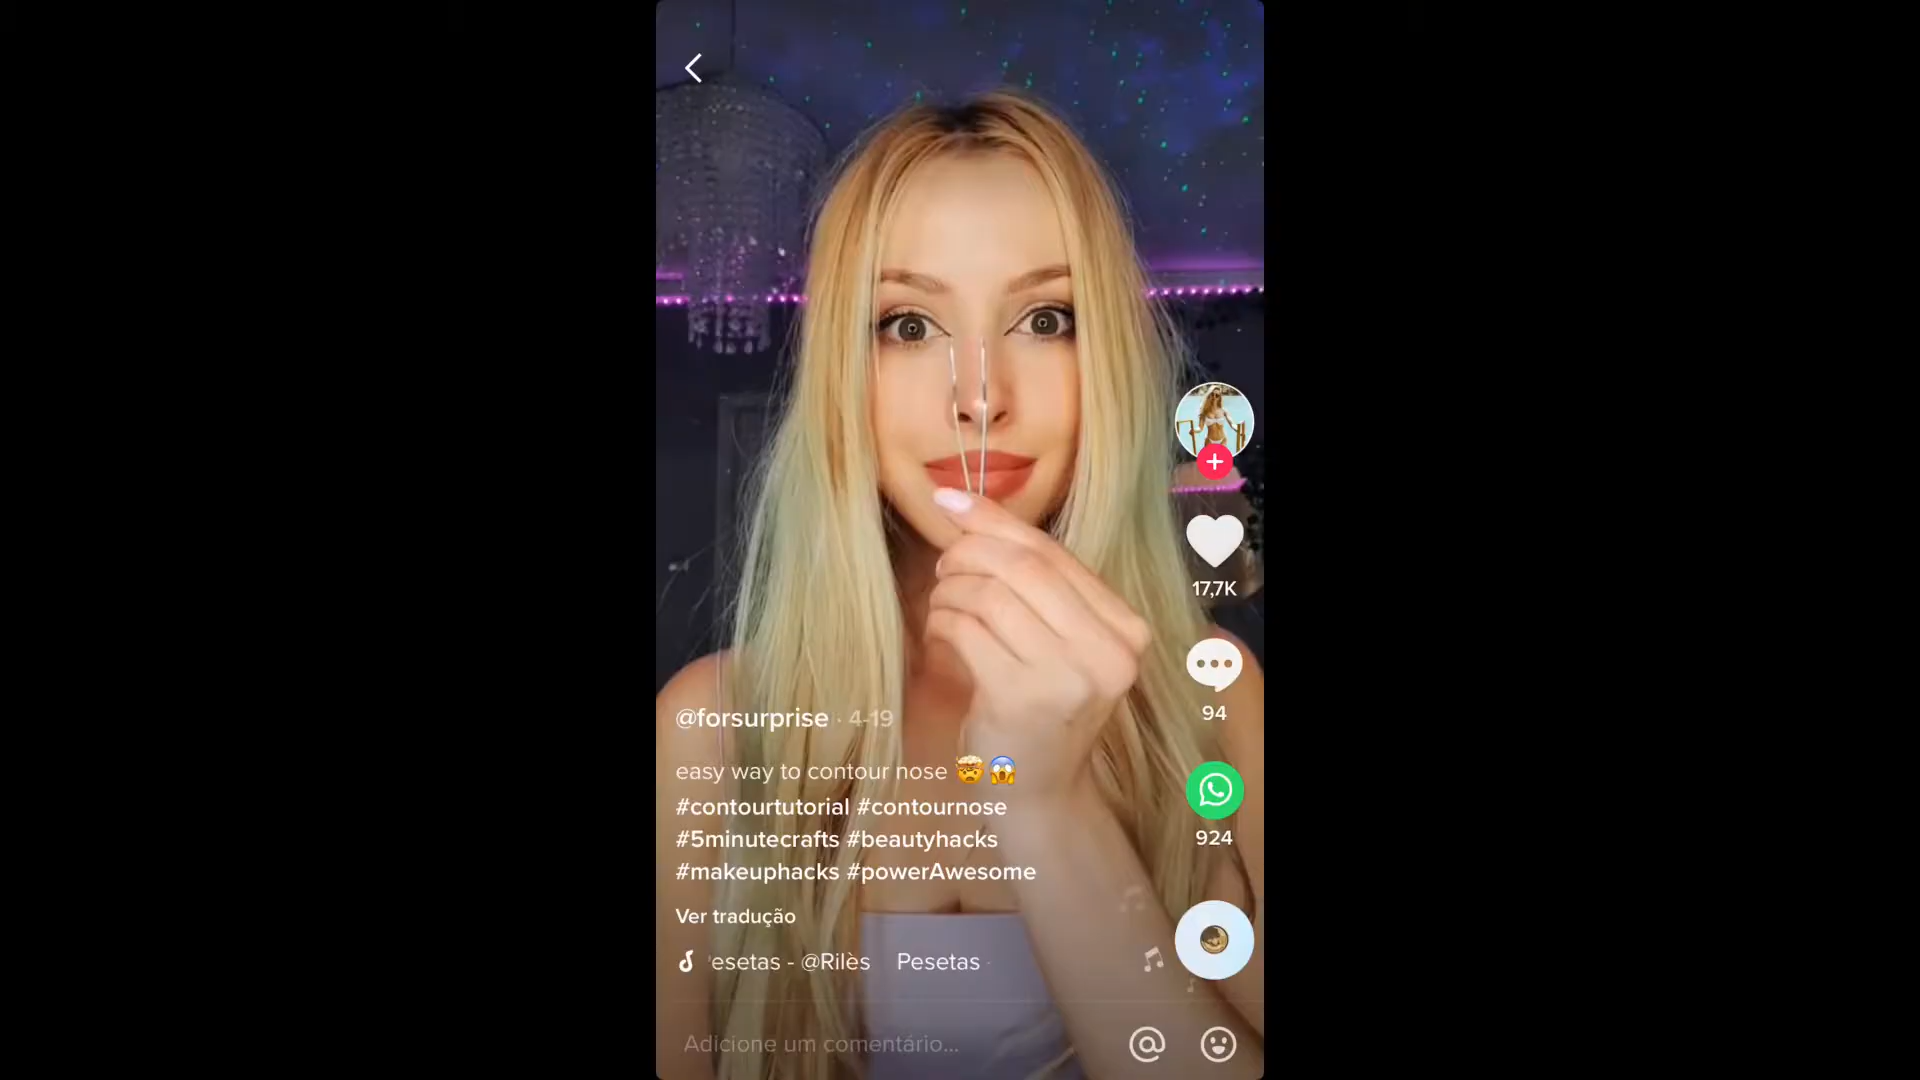 17,7K
94
924
@forsurprise · 4-19
easy way to contour nose 🤯😱
#contourtutorial #contournose
#5minutecrafts #beautyhacks
#makeuphacks #powerAwesome
Ver tradução
esetas - @Rilès Pesetas
Adicione um comentário...